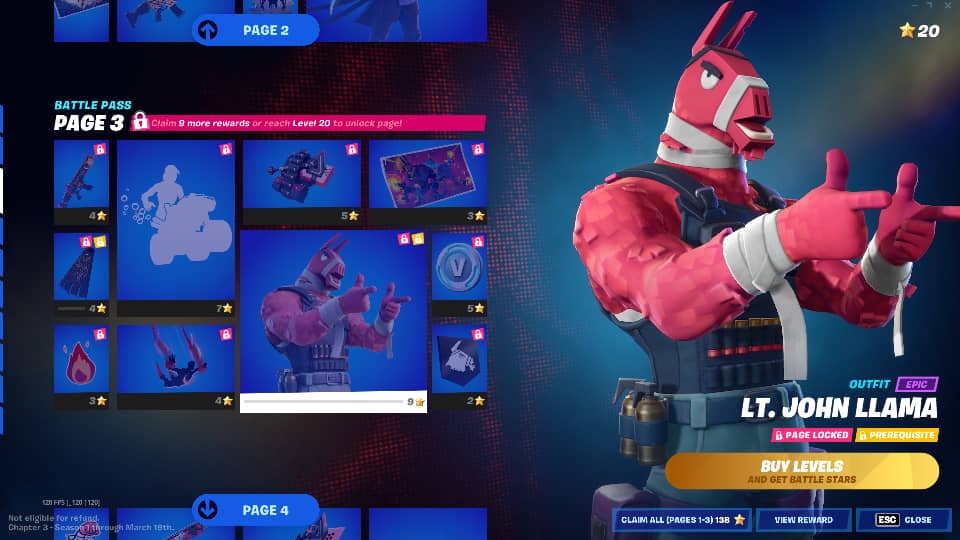 PAGE 2
20
BATTLE PASS
PAGE 3 Claim 9 more rewards or reach Level 20 to unlock page!
4
5
3
4
7
V
5
3
4
9
2
OUTFIT EPIC
LT. JOHN LLAMA
PAGE LOCKED PREREQUISITE
BUY LEVELS
AND GET BATTLE STARS
120 FPS [ 120 | 120]
Not eligible for refund.
Chapter 3 - Season 1 through March 18th.
PAGE 4
CLAIM ALL (PAGES 1-3) 138
VIEW REWARD
ESC CLOSE